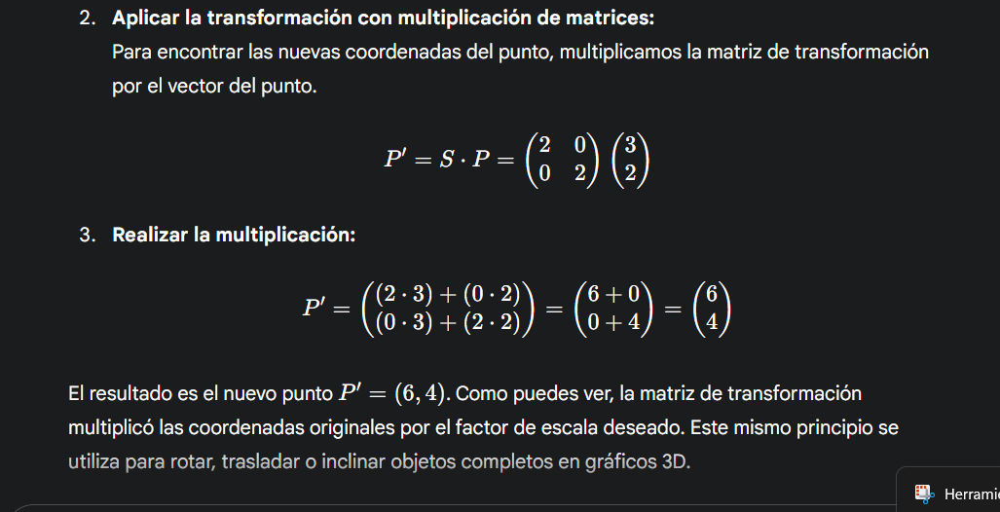 2. Aplicar la transformación con multiplicación de matrices:
Para encontrar las nuevas coordenadas del punto, multiplicamos la matriz de transformación
por el vector del punto.
P′ = S · P = (2 0; 0 2) (3; 2)
3. Realizar la multiplicación:
P′ = ((2 · 3) + (0 · 2); (0 · 3) + (2 · 2)) = (6 + 0; 0 + 4) = (6; 4)
El resultado es el nuevo punto P′ = (6, 4). Como puedes ver, la matriz de transformación
multiplicó las coordenadas originales por el factor de escala deseado. Este mismo principio se
utiliza para rotar, trasladar o inclinar objetos completos en gráficos 3D.
Herrami